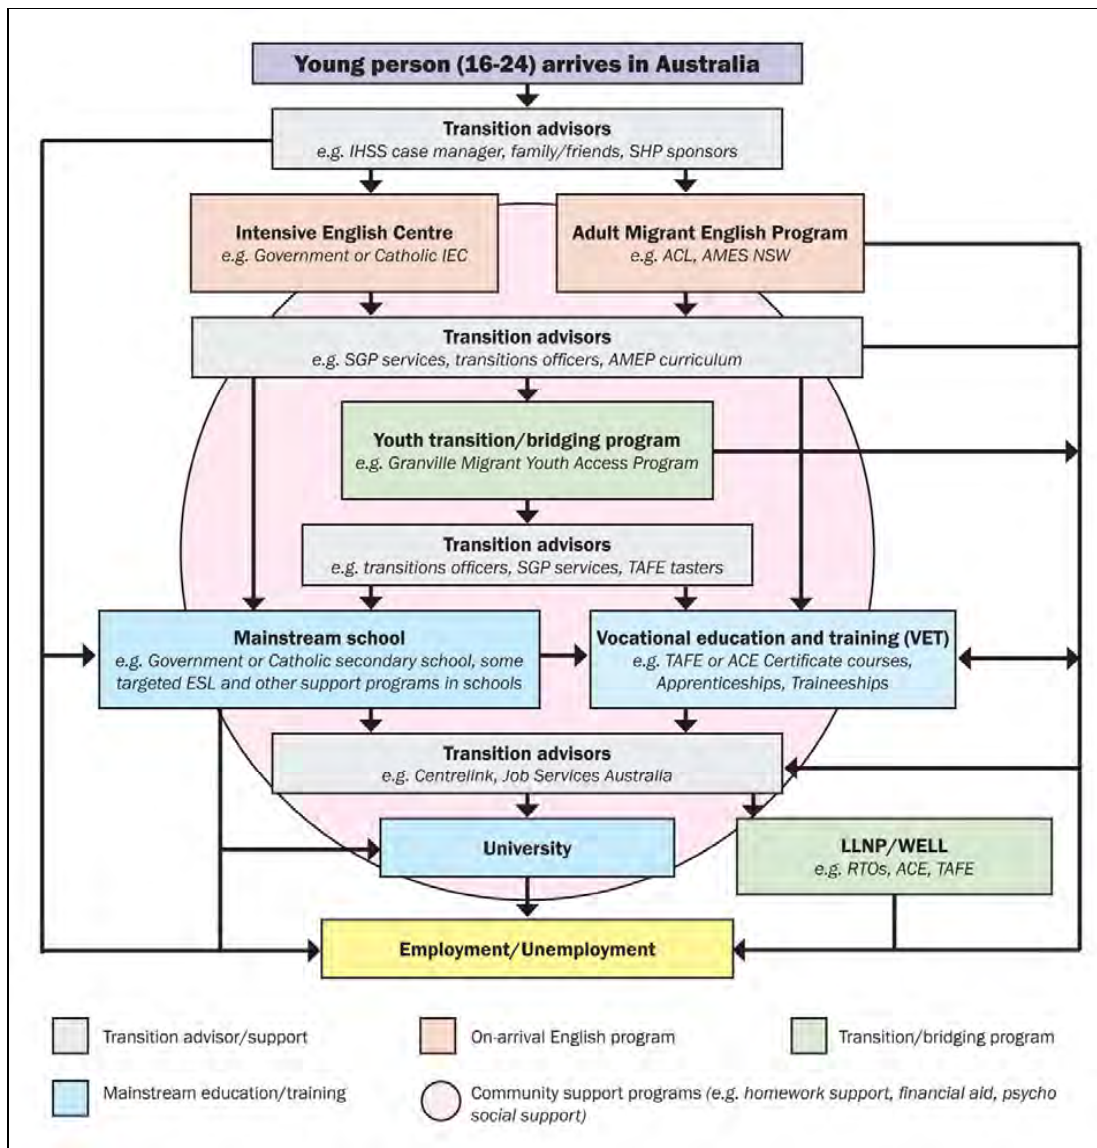 Young person (16-24) arrives in Australia
Transition advisors
e.g. IHSS case manager, family/friends, SHP sponsors
Intensive English Centre
e.g. Government or Catholic IEC
Adult Migrant English Program
e.g. ACL, AMES NSW
Transition advisors
e.g. SGP services, transitions officers, AMEP curriculum
Youth transition/bridging program
e.g. Granville Migrant Youth Access Program
Transition advisors
e.g. transitions officers, SGP services, TAFE tasters
Mainstream school
e.g. Government or Catholic secondary school, some
targeted ESL and other support programs in schools
Vocational education and training (VET)
e.g. TAFE or ACE Certificate courses,
Apprenticeships, Traineeships
Transition advisors
e.g. Centrelink, Job Services Australia
University
LLNP/WELL
e.g. RTOs, ACE, TAFE
Employment/Unemployment
Transition advisor/support
On-arrival English program
Transition/bridging program
Mainstream education/training
Community support programs (e.g. homework support, financial aid, psycho
social support)